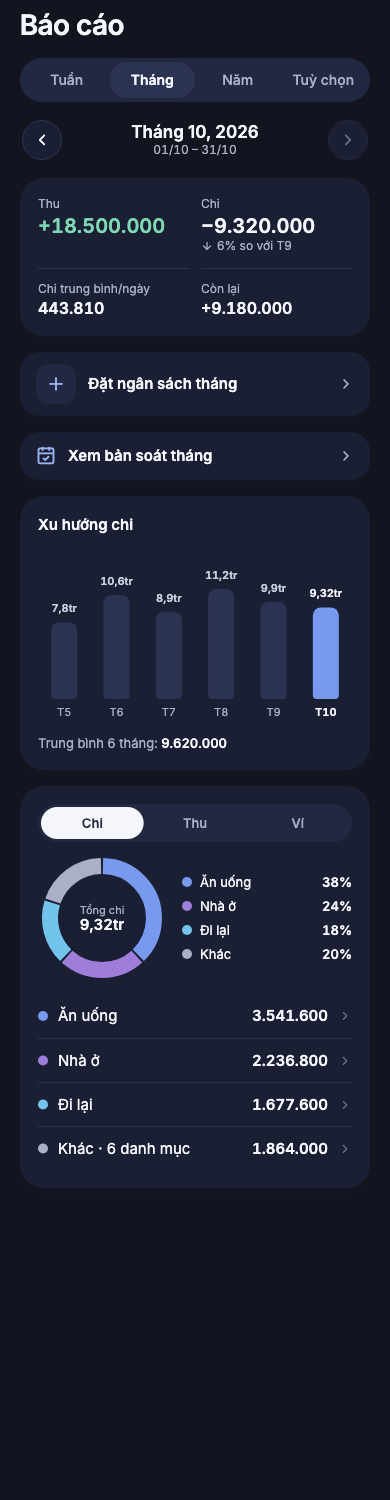 Báo cáo
Tuần Tháng Năm Tuỳ chọn
Tháng 10, 2026
01/10 – 31/10
Thu
+18.500.000
Chi
−9.320.000
↓ 6% so với T9
Chi trung bình/ngày
443.810
Còn lại
+9.180.000
Đặt ngân sách tháng
Xem bản soát tháng
Xu hướng chi
7,8tr 10,6tr 8,9tr 11,2tr 9,9tr 9,32tr
T5 T6 T7 T8 T9 T10
Trung bình 6 tháng: 9.620.000
Chi Thu Ví
Tổng chi
9,32tr
Ăn uống 38%
Nhà ở 24%
Đi lại 18%
Khác 20%
Ăn uống 3.541.600
Nhà ở 2.236.800
Đi lại 1.677.600
Khác · 6 danh mục 1.864.000